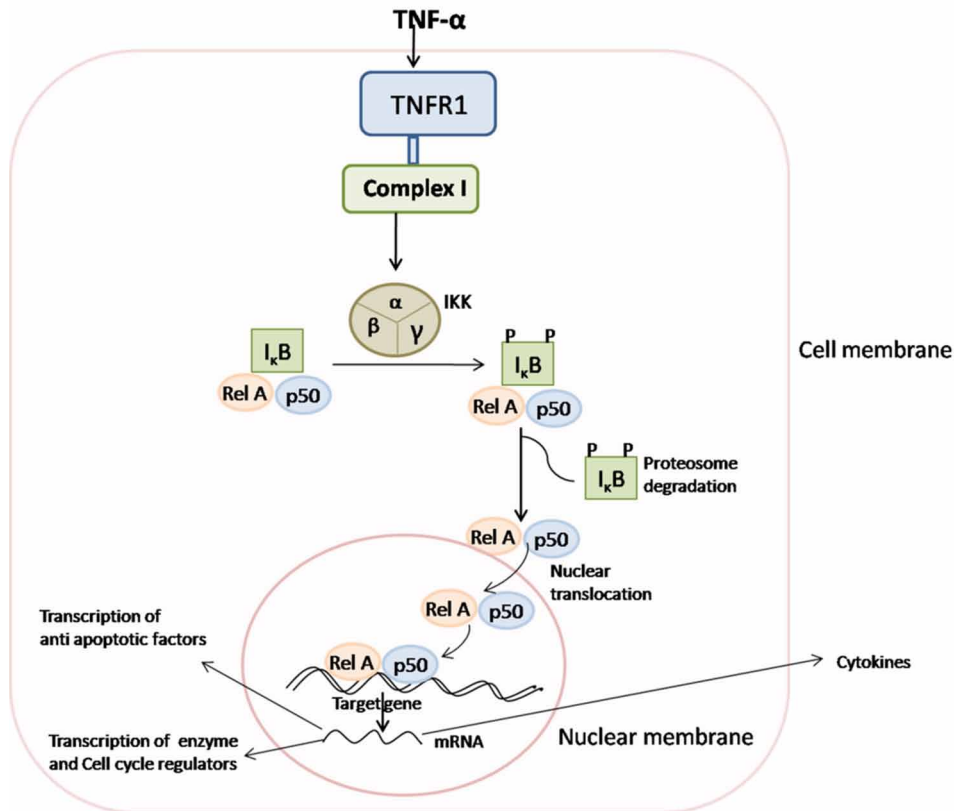 TNF-α
TNFR1
Complex I
α
IKK
β
γ
IκB
Rel A
p50
P P
IκB
Rel A
p50
Cell membrane
P P
IκB
Proteosome
degradation
Rel A
p50
Nuclear
translocation
Rel A
p50
Transcription of
anti apoptotic factors
Rel A
p50
Cytokines
Target gene
mRNA
Nuclear membrane
Transcription of enzyme
and Cell cycle regulators